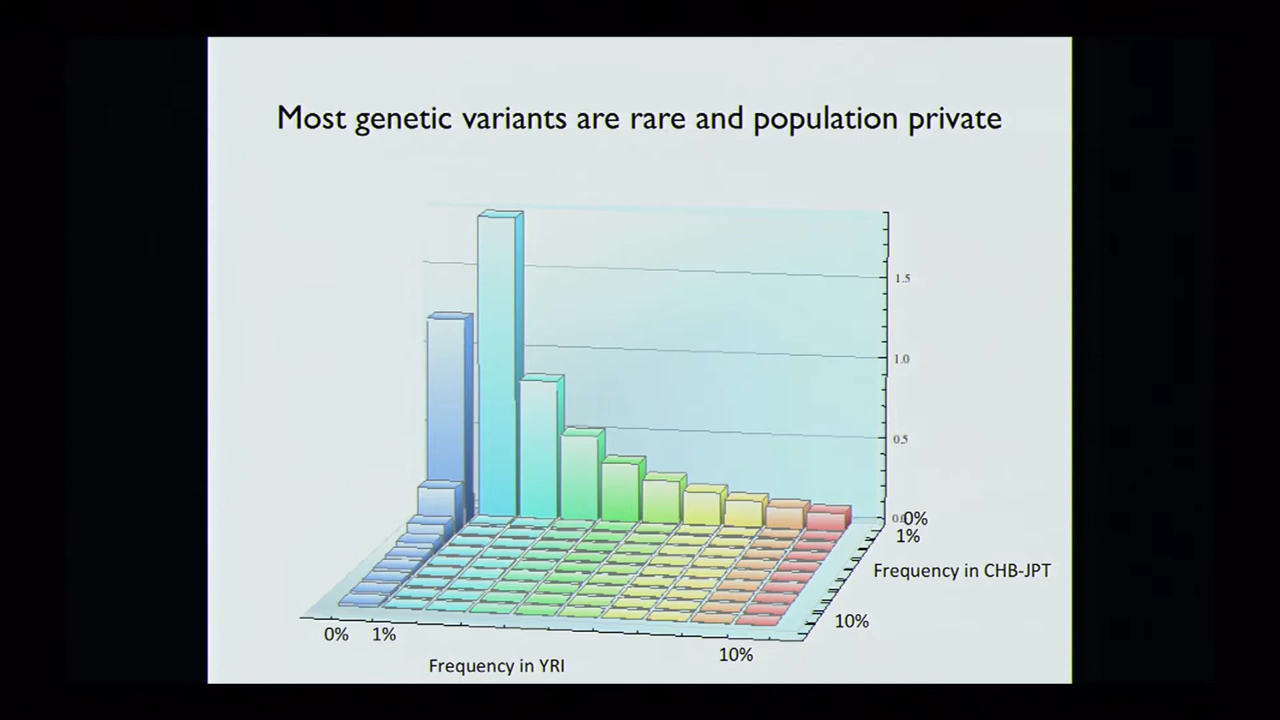 Most genetic variants are rare and population private
1.5
1.0
0.5
0%
1%
Frequency in CHB-JPT
10%
0% 1%
10%
Frequency in YRI